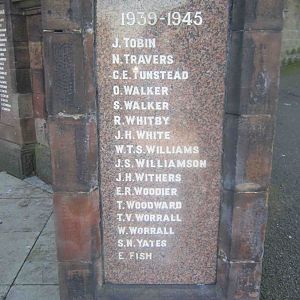 1939-1945
J. TOBIN
N. TRAVERS
C.E. TUNSTEAD
O. WALKER
S. WALKER
R. WHITBY
J.H. WHITE
W.T.S. WILLIAMS
J.S. WILLIAMSON
J.H. WITHERS
E.R. WOODIER
T. WOODWARD
T.V. WORRALL
W. WORRALL
S.N. YATES
E. FISH